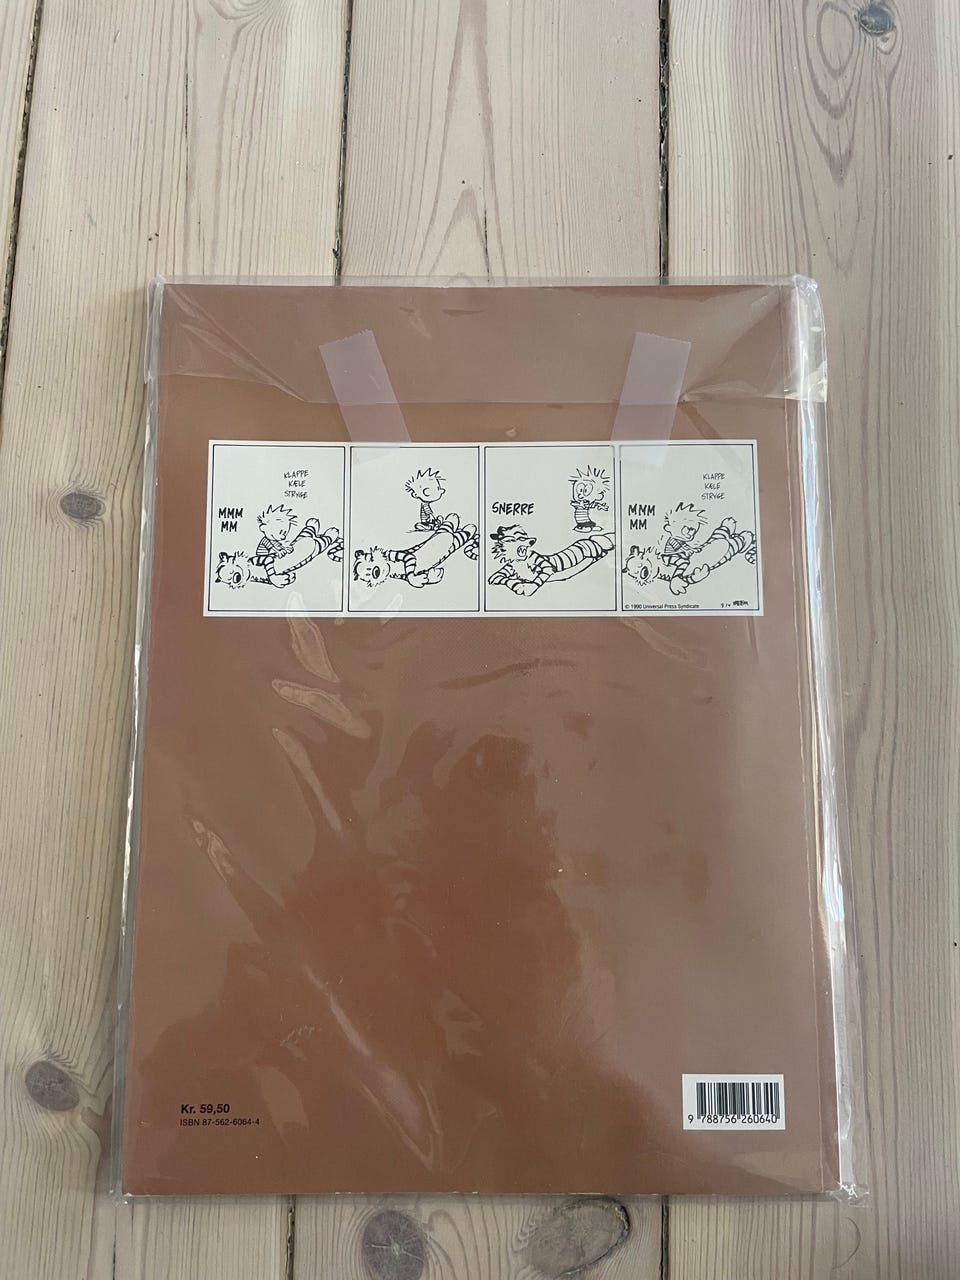 KLAPPE
KÆLE
STRYGE
MMM
MM
SNERRE
KLAPPE
KÆLE
STRYGE
MMM
MM
© 1990 Universal Press Syndicate
Kr. 59,50
ISBN 87-562-6064-4
9 788756 260640